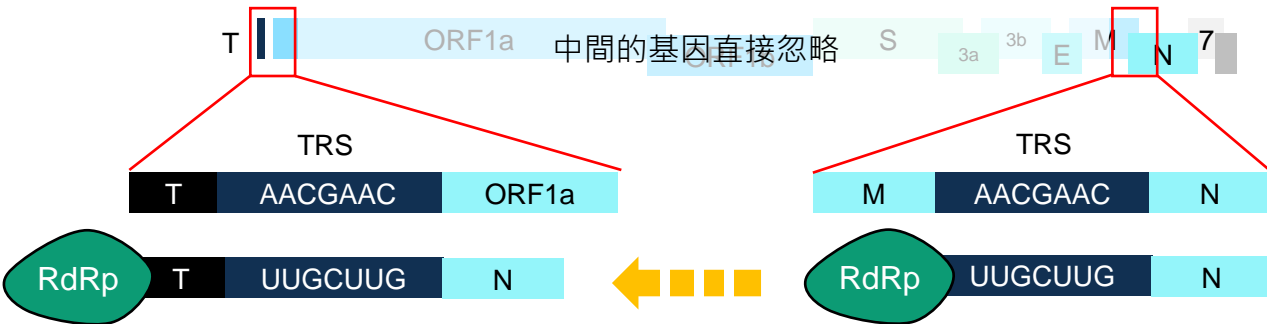 T ORF1a 中間的基因直接忽略 ORF1b S 3a 3b E M N 7
TRS TRS
T AACGAAC ORF1a M AACGAAC N
RdRp T UUGCUUG N RdRp UUGCUUG N